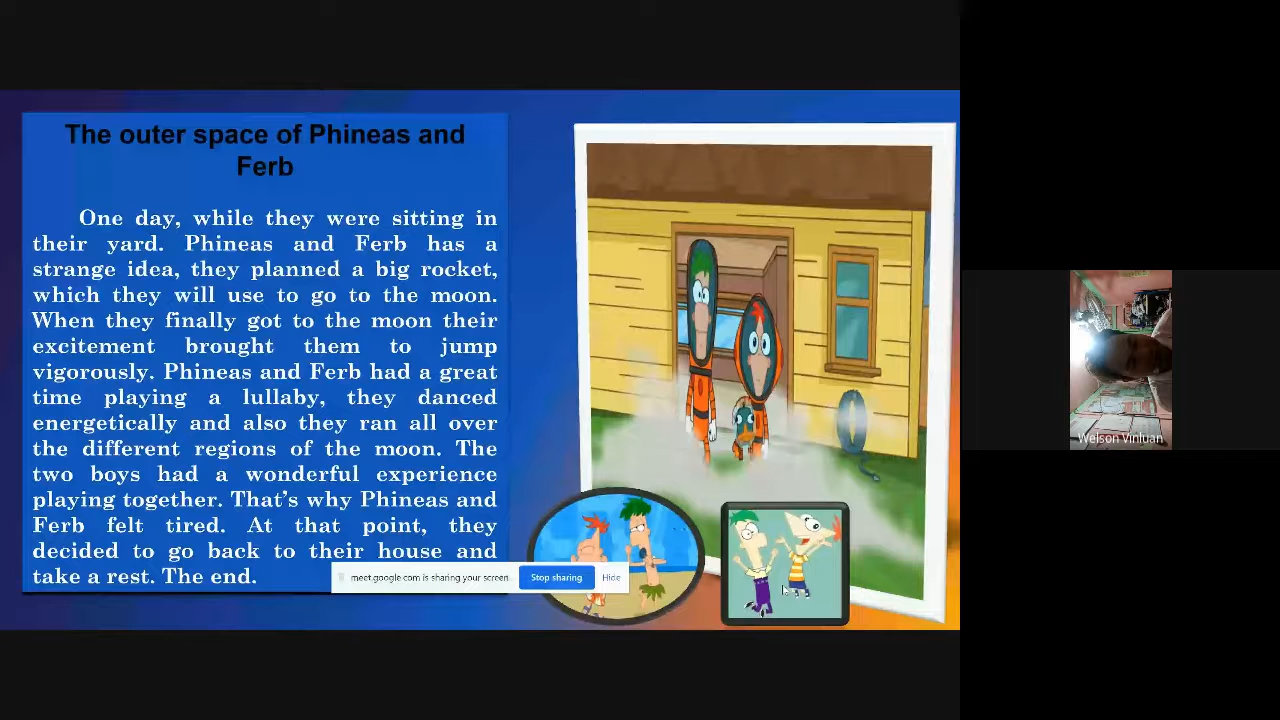 The outer space of Phineas and
Ferb
One day, while they were sitting in
their yard. Phineas and Ferb has a
strange idea, they planned a big rocket,
which they will use to go to the moon.
When they finally got to the moon their
excitement brought them to jump
vigorously. Phineas and Ferb had a great
time playing a lullaby, they danced
energetically and also they ran all over
the different regions of the moon. The
two boys had a wonderful experience
playing together. That's why Phineas and
Ferb felt tired. At that point, they
decided to go back to their house and
take a rest. The end.
meet.google.com is sharing your screen.
Stop sharing
Hide
Welson Vinluan